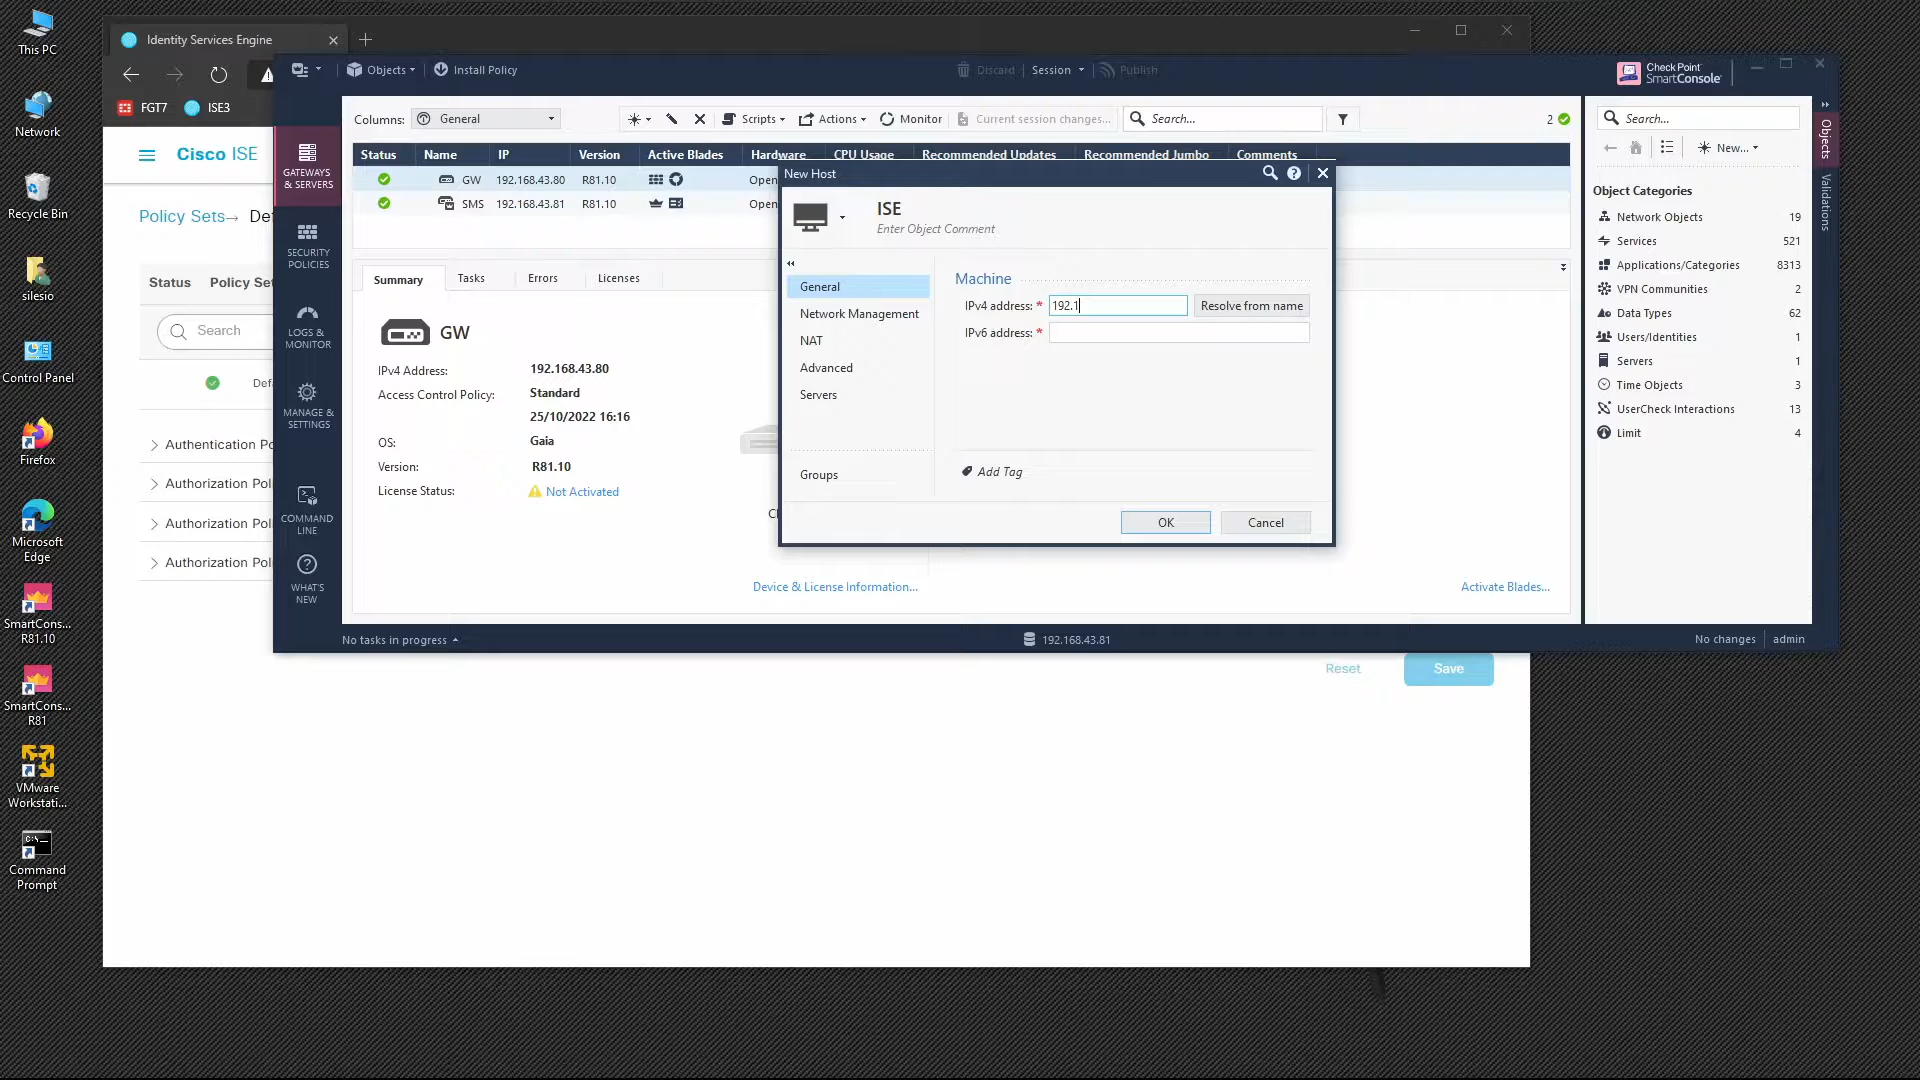 This PC
Network
Recycle Bin
silesio
Control Panel
Firefox
Microsoft
Edge
SmartCons...
R81.10
SmartCons...
R81
VMware
Workstati...
Command
Prompt
Identity Services Engine
FGT7
ISE3
Cisco ISE
Policy Sets→
Status
Policy Set
Search
Authentication Po
Authorization Pol
Authorization Pol
Authorization Pol
Reset
Save
Objects
Install Policy
Discard
Session
Publish
Check Point
SmartConsole
GATEWAYS
& SERVERS
SECURITY
POLICIES
LOGS &
MONITOR
MANAGE &
SETTINGS
COMMAND
LINE
WHAT'S
NEW
Columns:
General
Scripts
Actions
Monitor
Current session changes...
Search...
2
Status
Name
IP
Version
Active Blades
Hardware
CPU Usage
Recommended Updates
Recommended Jumbo
Comments
GW
192.168.43.80
R81.10
Open
SMS
192.168.43.81
R81.10
Open
Summary
Tasks
Errors
Licenses
GW
IPv4 Address:
192.168.43.80
Access Control Policy:
Standard
25/10/2022 16:16
OS:
Gaia
Version:
R81.10
License Status:
Not Activated
Device & License Information...
Activate Blades...
New Host
ISE
Enter Object Comment
General
Network Management
NAT
Advanced
Servers
Groups
Machine
IPv4 address: *
192.1
Resolve from name
IPv6 address: *
Add Tag
OK
Cancel
Search...
New...
Object Categories
Network Objects 19
Services 521
Applications/Categories 8313
VPN Communities 2
Data Types 62
Users/Identities 1
Servers 1
Time Objects 3
UserCheck Interactions 13
Limit 4
Objects
Validations
No tasks in progress
192.168.43.81
No changes
admin